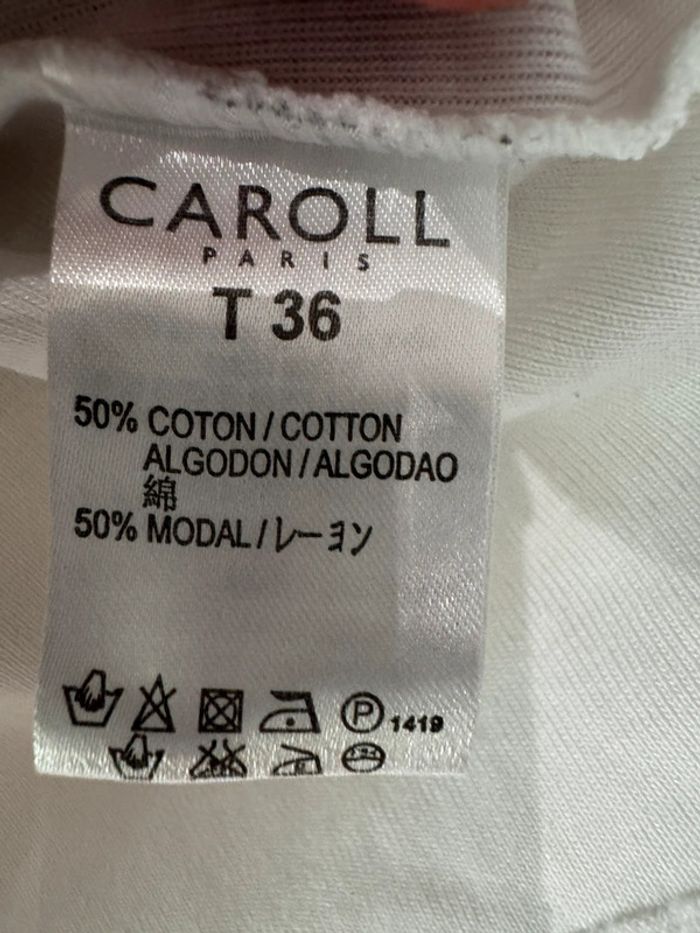 CAROLL
PARIS
T 36
50% COTON / COTTON
ALGODON / ALGODAO
綿
50% MODAL / レーヨン
P 1419